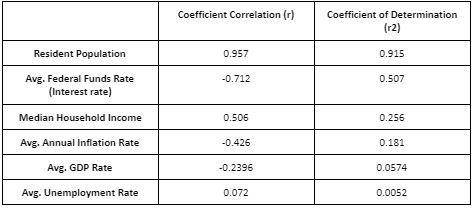 Coefficient Correlation (r) Coefficient of Determination
(r2)
Resident Population 0.957 0.915
Avg. Federal Funds Rate -0.712 0.507
(Interest rate)
Median Household Income 0.506 0.256
Avg. Annual Inflation Rate -0.426 0.181
Avg. GDP Rate -0.2396 0.0574
Avg. Unemployment Rate 0.072 0.0052